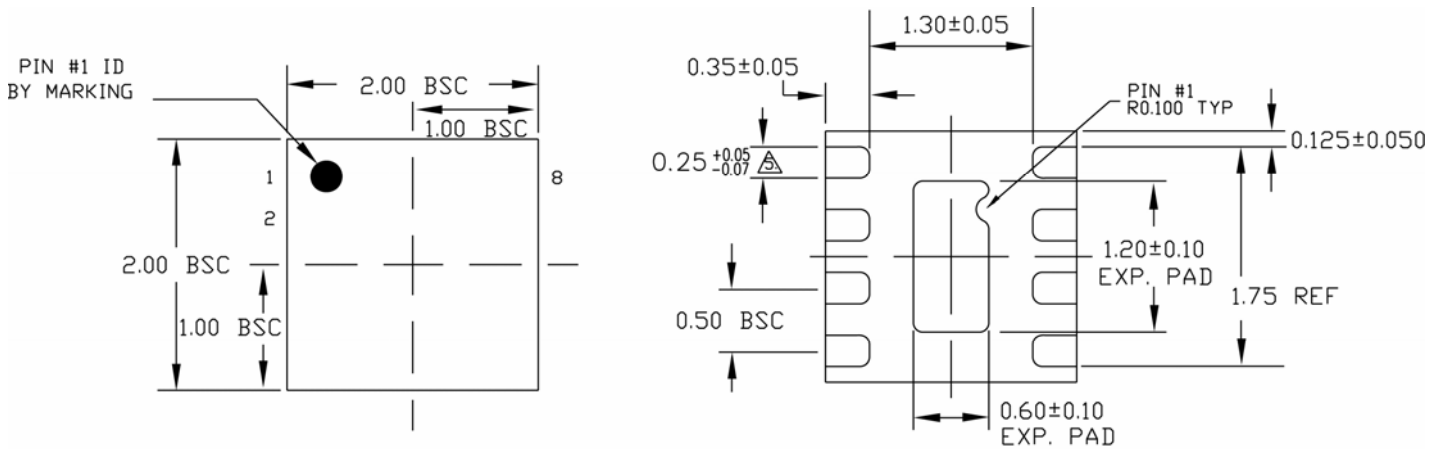 PIN #1 ID
BY MARKING
2.00 BSC
1.00 BSC
1
8
2
2.00 BSC
1.00 BSC
1.30±0.05
0.35±0.05
PIN #1
R0.100 TYP
0.125±0.050
0.25 +0.05
-0.07
5.
1.20±0.10
EXP. PAD
1.75 REF
0.50 BSC
0.60±0.10
EXP. PAD